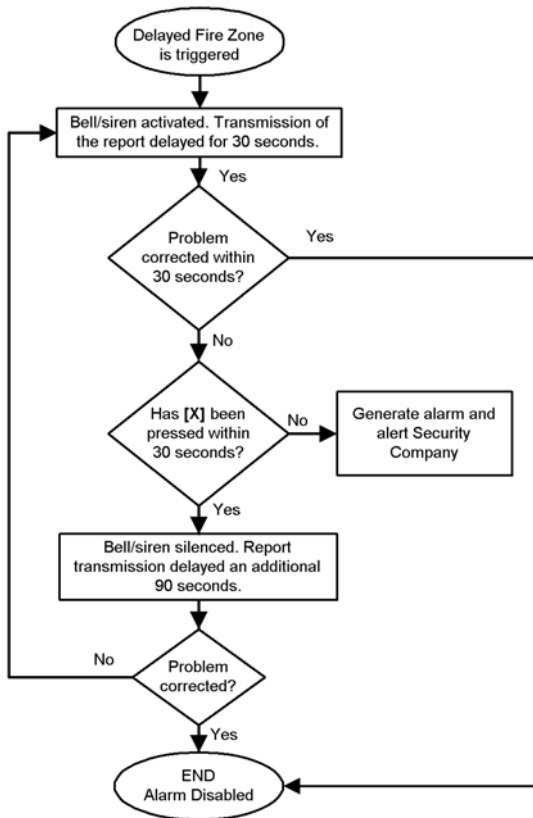 Delayed Fire Zone
is triggered
Bell/siren activated. Transmission of
the report delayed for 30 seconds.
Yes
Problem
corrected within
30 seconds?
Yes
No
Has [X] been
pressed within
30 seconds?
No
Generate alarm and
alert Security
Company
Yes
Bell/siren silenced. Report
transmission delayed an additional
90 seconds.
No
Problem
corrected?
Yes
END
Alarm Disabled